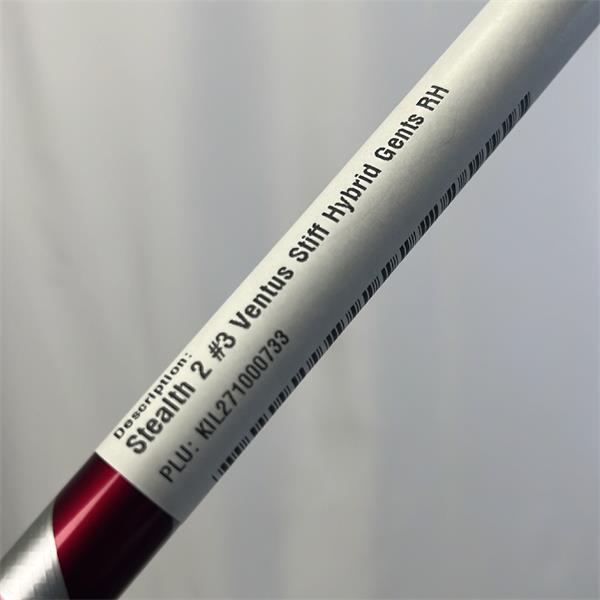 Description:
Stealth 2 #3 Ventus Stiff Hybrid Gents RH
PLU: KIL271000733